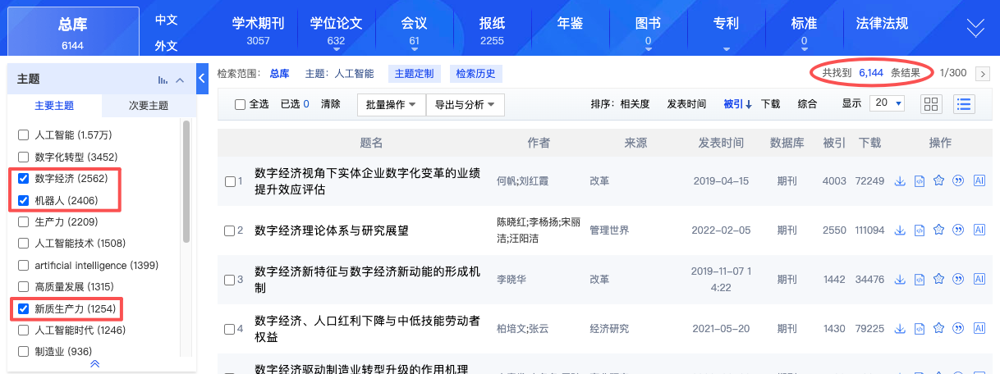 总库
6144
中文
外文
学术期刊
3057
学位论文
632
会议
61
报纸
2255
年鉴
图书
0
专利
标准
0
法律法规
主题
主要主题
次要主题
人工智能 (1.57万)
数字化转型 (3452)
数字经济 (2562)
机器人 (2406)
生产力 (2209)
人工智能技术 (1508)
artificial intelligence (1399)
高质量发展 (1315)
新质生产力 (1254)
人工智能时代 (1246)
制造业 (936)
检索范围: 总库 主题: 人工智能 主题定制 检索历史 共找到 6,144 条结果 1/300
全选 已选 0 清除 批量操作 导出与分析 排序: 相关度 发表时间 被引 下载 综合 显示 20
题名 作者 来源 发表时间 数据库 被引 下载 操作
1 数字经济视角下实体企业数字化变革的业绩
提升效应评估
何帆;刘红霞 改革 2019-04-15 期刊 4003 72249 AI
2 数字经济理论体系与研究展望
陈晓红;李杨扬;宋丽
洁;汪阳洁
管理世界 2022-02-05 期刊 2550 111094 AI
3 数字经济新特征与数字经济新动能的形成机
制
李晓华 改革
2019-11-07 1
4:22
期刊 1442 34476 AI
4 数字经济、人口红利下降与中低技能劳动者
权益
柏培文;张云 经济研究 2021-05-20 期刊 1430 79225 AI
数字经济驱动制造业转型升级的作用机理